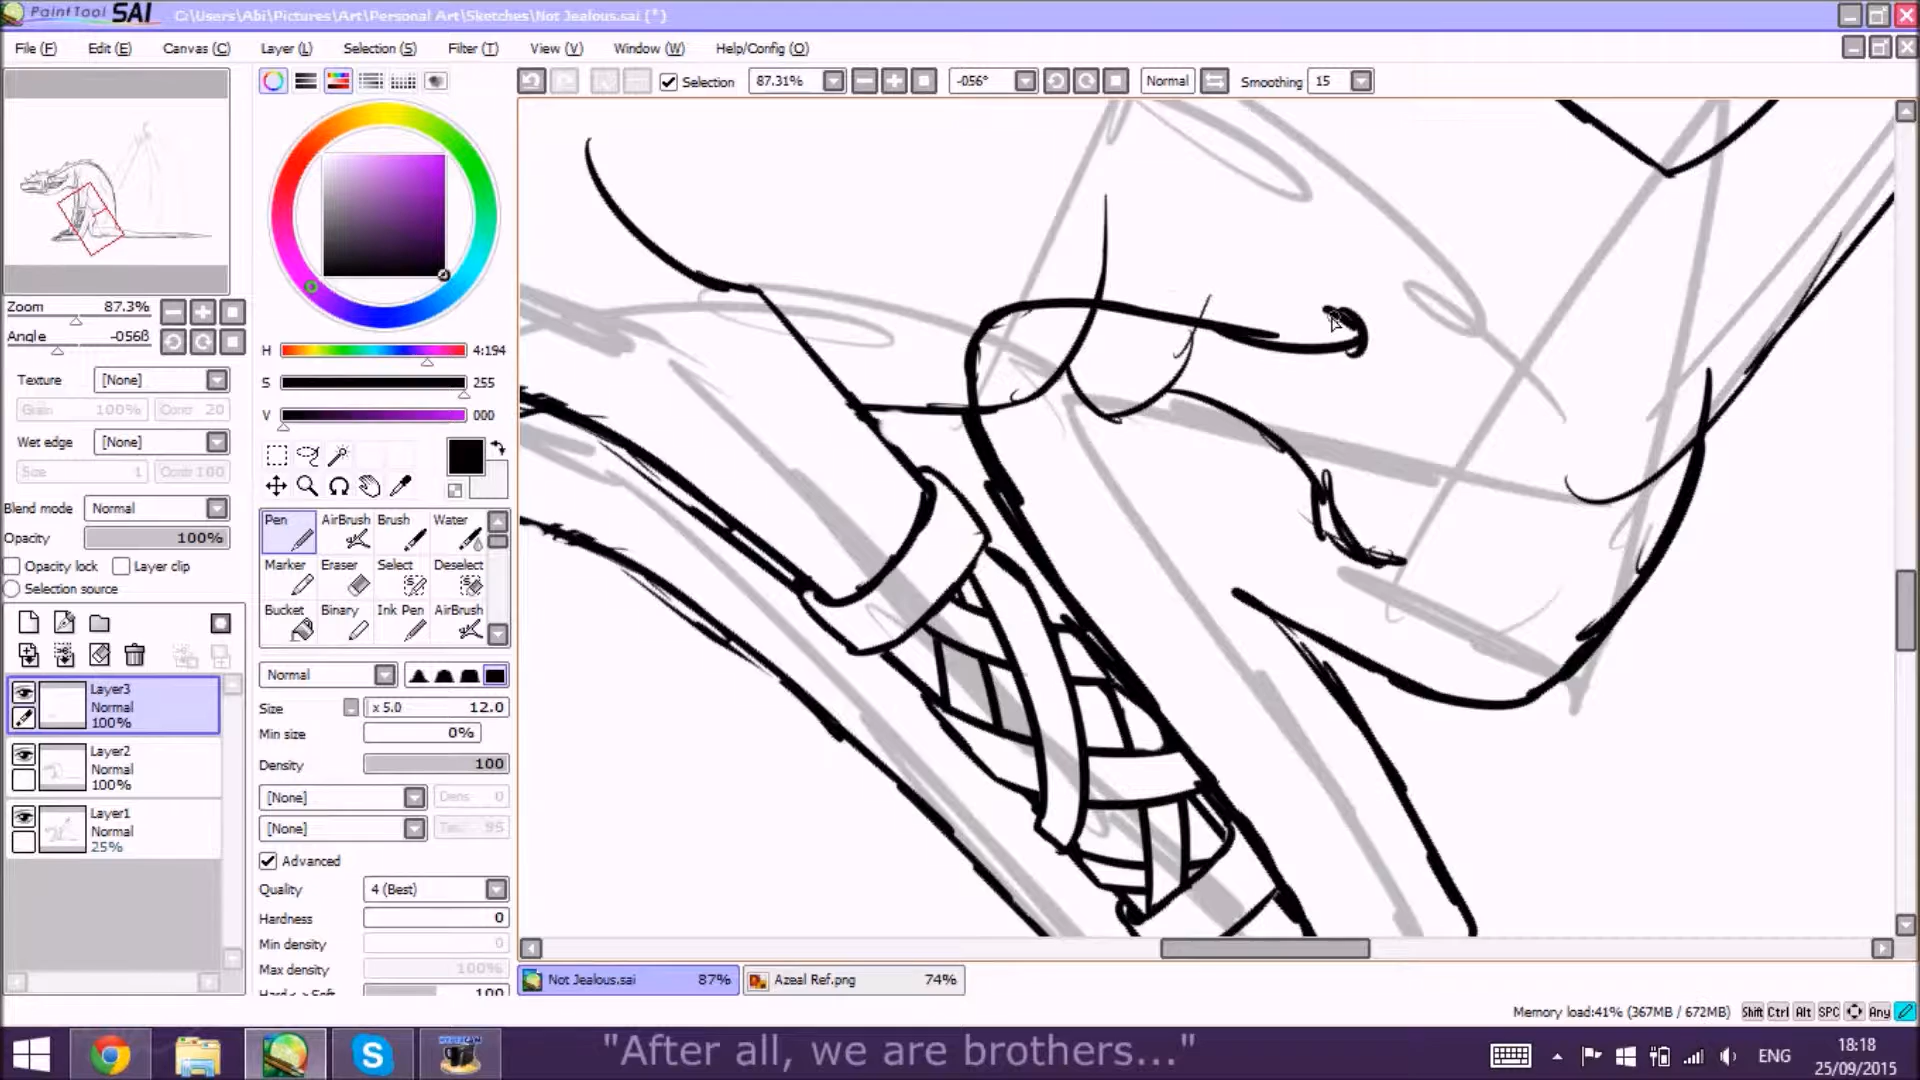 PaintTool SAI C:\Users\Abi\Pictures\Art\Personal Art\Sketches\Not Jealous.sai (*)
File (F) Edit (E) Canvas (C) Layer (L) Selection (S) Filter (T) View (V) Window (W) Help/Config (O)
Selection 87.31% -056° Normal Smoothing 15
Zoom 87.3%
Angle -056ß
Texture [None]
Grain 100% Contr 20
Wet edge [None]
Size 1 Contr 100
Blend mode Normal
Opacity 100%
Opacity lock Layer clip
Selection source
Layer3
Normal
100%
Layer2
Normal
100%
Layer1
Normal
25%
H 4:194
S 255
V 000
Pen AirBrush Brush Water
Marker Eraser Select Deselect
Bucket Binary Ink Pen AirBrush
Normal
Size x 5.0 12.0
Min size 0%
Density 100
[None] Dens 0
[None] 95
Advanced
Quality 4 (Best)
Hardness 0
Min density 0
Max density 100%
Hard <-> Soft 100
Not Jealous.sai 87% Azeal Ref.png 74%
Memory load:41% (367MB / 672MB) Shift Ctrl Alt SPC Any
"After all, we are brothers..."
ENG
18:18
25/09/2015